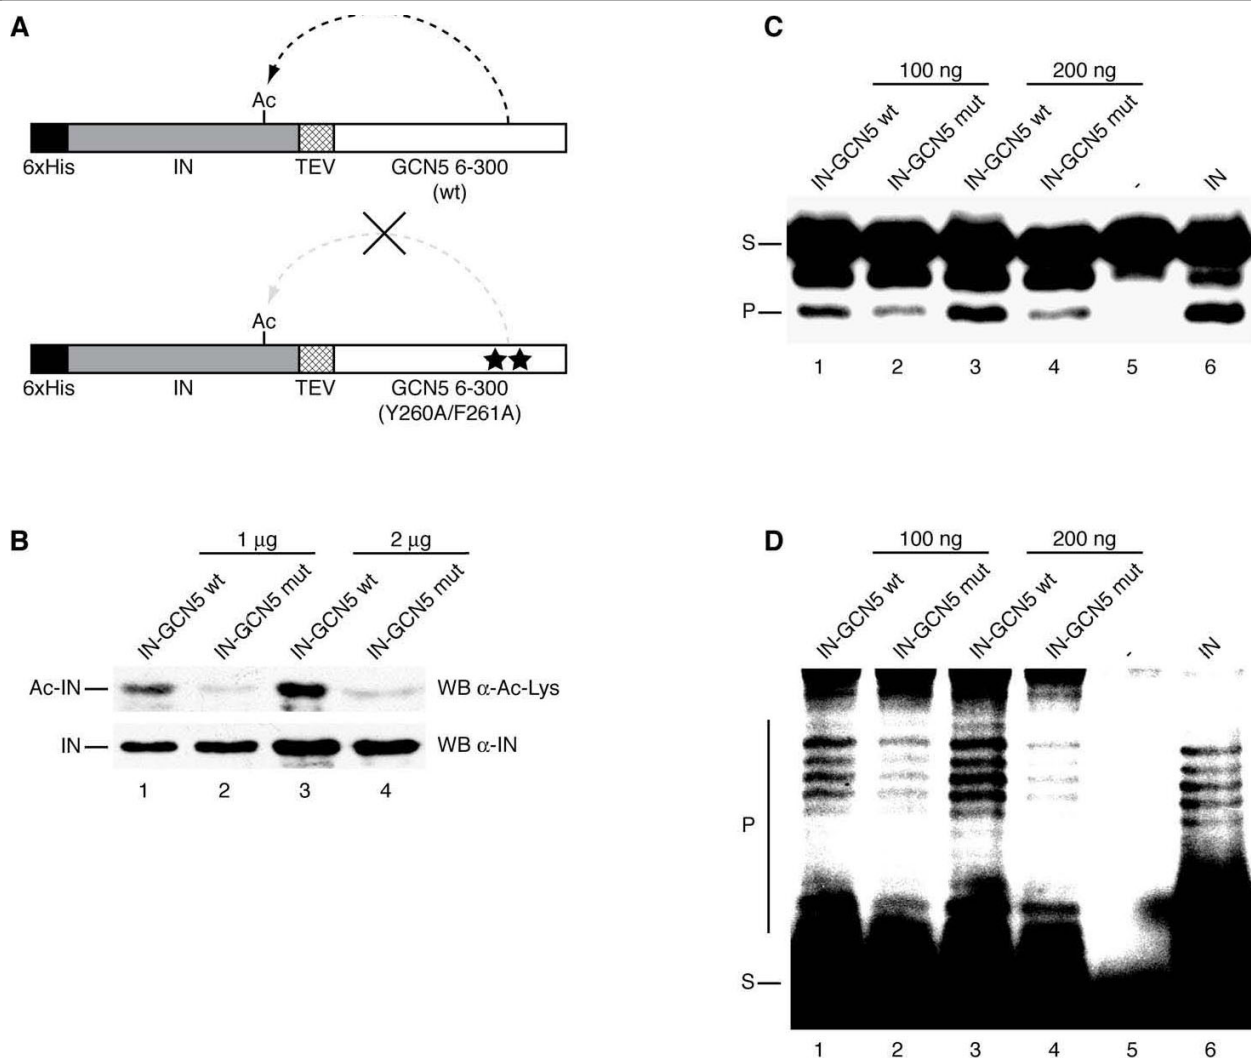 A
Ac
6xHis IN TEV GCN5 6-300
(wt)
Ac
6xHis IN TEV GCN5 6-300
(Y260A/F261A)
B
1 μg 2 μg
IN-GCN5 wt IN-GCN5 mut IN-GCN5 wt IN-GCN5 mut
Ac-IN WB α-Ac-Lys
IN WB α-IN
1 2 3 4
C
100 ng 200 ng
IN-GCN5 wt IN-GCN5 mut IN-GCN5 wt IN-GCN5 mut - IN
S
P
1 2 3 4 5 6
D
100 ng 200 ng
IN-GCN5 wt IN-GCN5 mut IN-GCN5 wt IN-GCN5 mut - IN
P
S
1 2 3 4 5 6